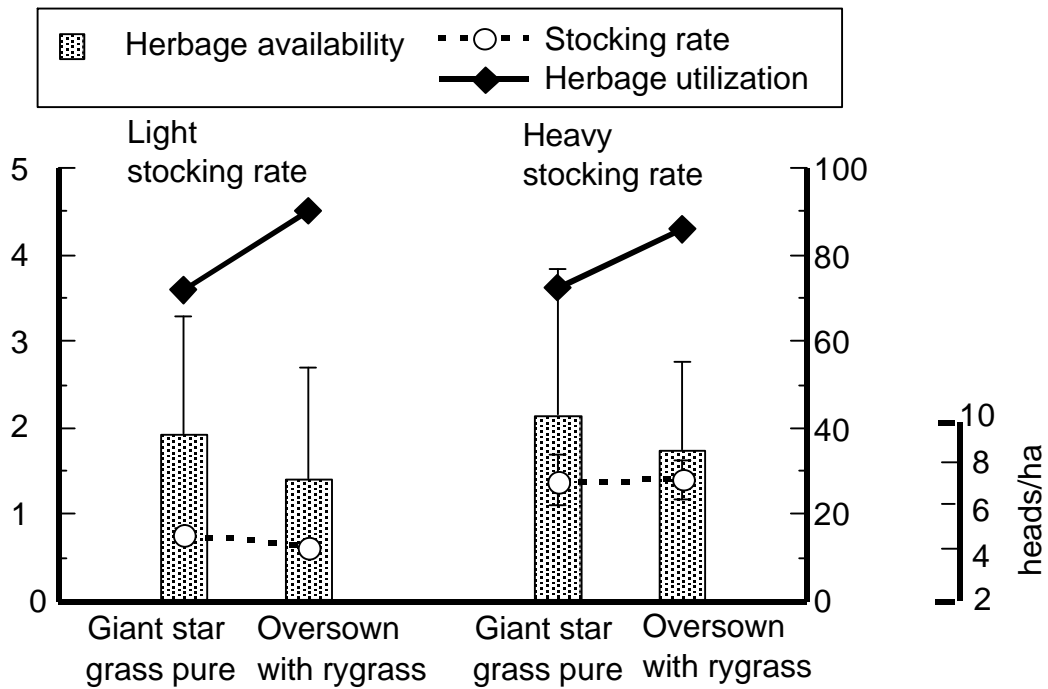 Herbage availability
Stocking rate
Herbage utilization
Light
stocking rate
Heavy
stocking rate
5
4
3
2
1
0
100
80
60
40
20
0
10
8
6
4
2
heads/ha
Giant star
grass pure
Oversown
with rygrass
Giant star
grass pure
Oversown
with rygrass